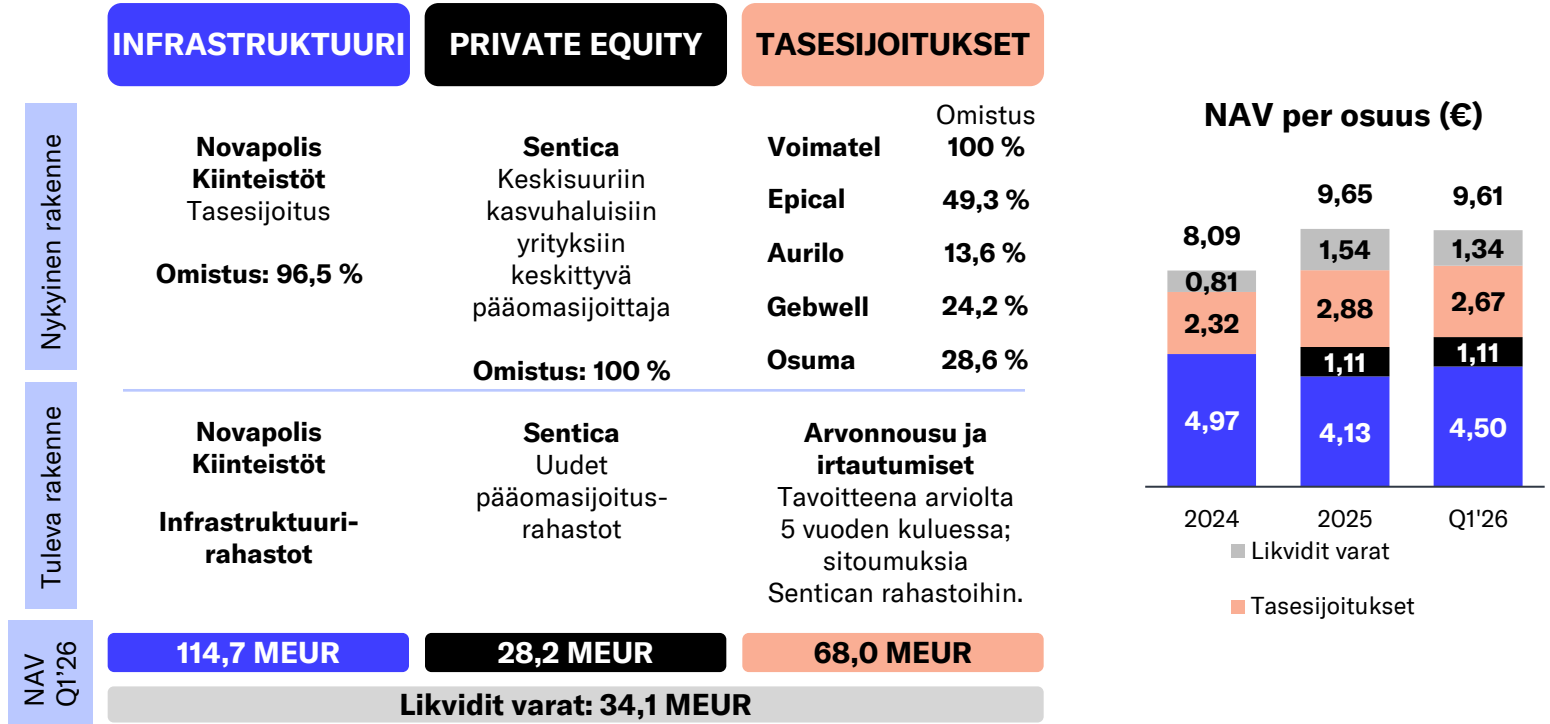 INFRASTRUKTUURI
PRIVATE EQUITY
TASESIJOITUKSET
Nykyinen rakenne
Novapolis
Kiinteistöt
Tasesijoitus
Omistus: 96,5 %
Sentica
Keskisuuriin
kasvuhaluisiin
yrityksiin
keskittyvä
pääomasijoittaja
Omistus: 100 %
Omistus
Voimatel 100 %
Epical 49,3 %
Aurilo 13,6 %
Gebwell 24,2 %
Osuma 28,6 %
Tuleva rakenne
Novapolis
Kiinteistöt
Infrastruktuuri-
rahastot
Sentica
Uudet
pääomasijoitus-
rahastot
Arvonnousu ja
irtautumiset
Tavoitteena arviolta
5 vuoden kuluessa;
sitoumuksia
Sentican rahastoihin.
NAV
Q1’26
114,7 MEUR
28,2 MEUR
68,0 MEUR
Likvidit varat: 34,1 MEUR
NAV per osuus (€)
8,09
0,81
2,32
4,97
9,65
1,54
2,88
1,11
4,13
9,61
1,34
2,67
1,11
4,50
2024
2025
Q1'26
Likvidit varat
Tasesijoitukset